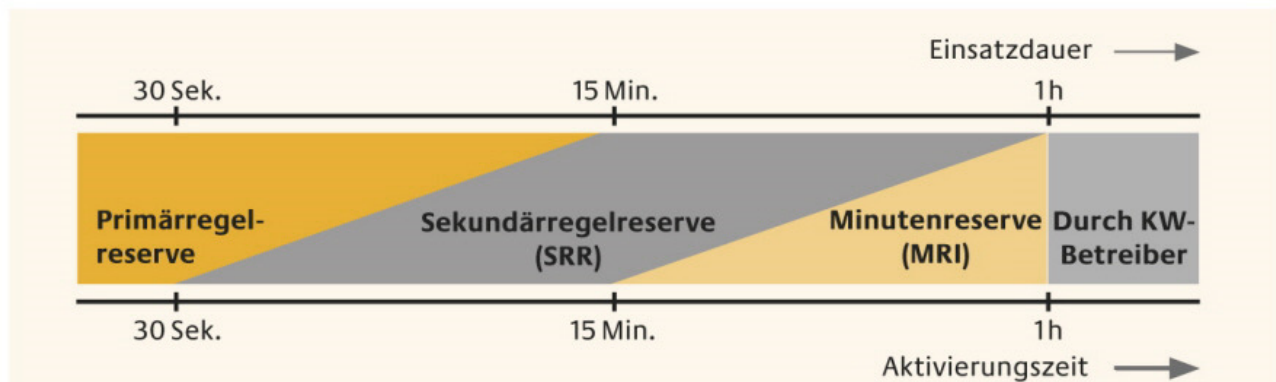 Einsatzdauer
30 Sek. 15 Min. 1h
Primärregel-
reserve
Sekundärregelreserve
(SRR)
Minutenreserve
(MRI)
Durch KW-
Betreiber
30 Sek. 15 Min. 1h
Aktivierungszeit